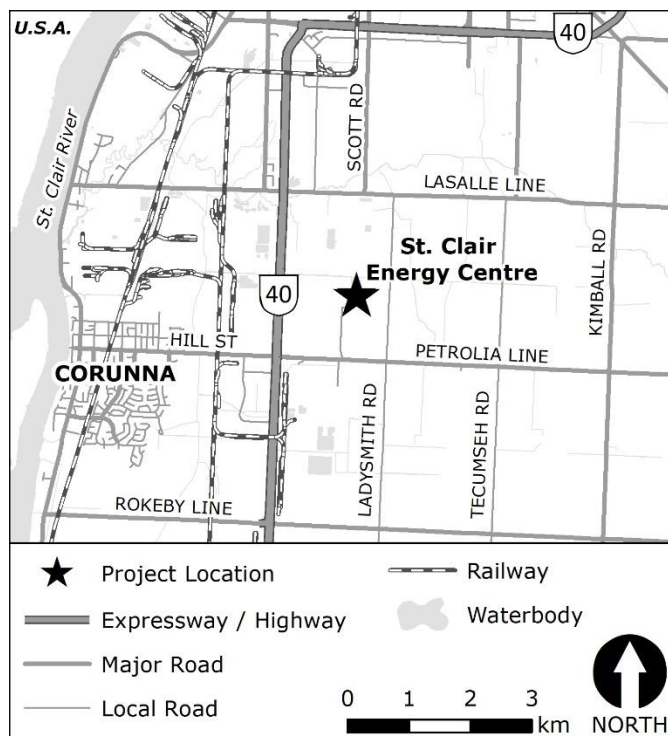 U.S.A.
40
St. Clair River
SCOTT RD
LASALLE LINE
St. Clair
Energy Centre
KIMBALL RD
40
HILL ST
PETROLIA LINE
CORUNNA
LADYSMITH RD
TECUMSEH RD
ROKEBY LINE
Project Location
Railway
Expressway / Highway
Waterbody
Major Road
Local Road
0 1 2 3
km
NORTH